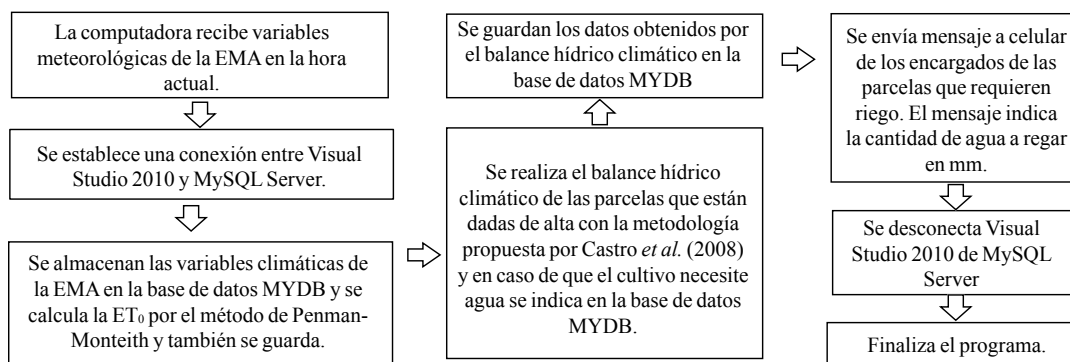 La computadora recibe variables
meteorológicas de la EMA en la hora
actual.
Se establece una conexión entre Visual
Studio 2010 y MySQL Server.
Se almacenan las variables climáticas de
la EMA en la base de datos MYDB y se
calcula la ET₀ por el método de Penman-
Monteith y también se guarda.
Se realiza el balance hídrico
climático de las parcelas que están
dadas de alta con la metodología
propuesta por Castro et al. (2008)
y en caso de que el cultivo necesite
agua se indica en la base de datos
MYDB.
Se guardan los datos obtenidos por
el balance hídrico climático en la
base de datos MYDB
Se envía mensaje a celular
de los encargados de las
parcelas que requieren
riego. El mensaje indica
la cantidad de agua a regar
en mm.
Se desconecta Visual
Studio 2010 de MySQL
Server
Finaliza el programa.